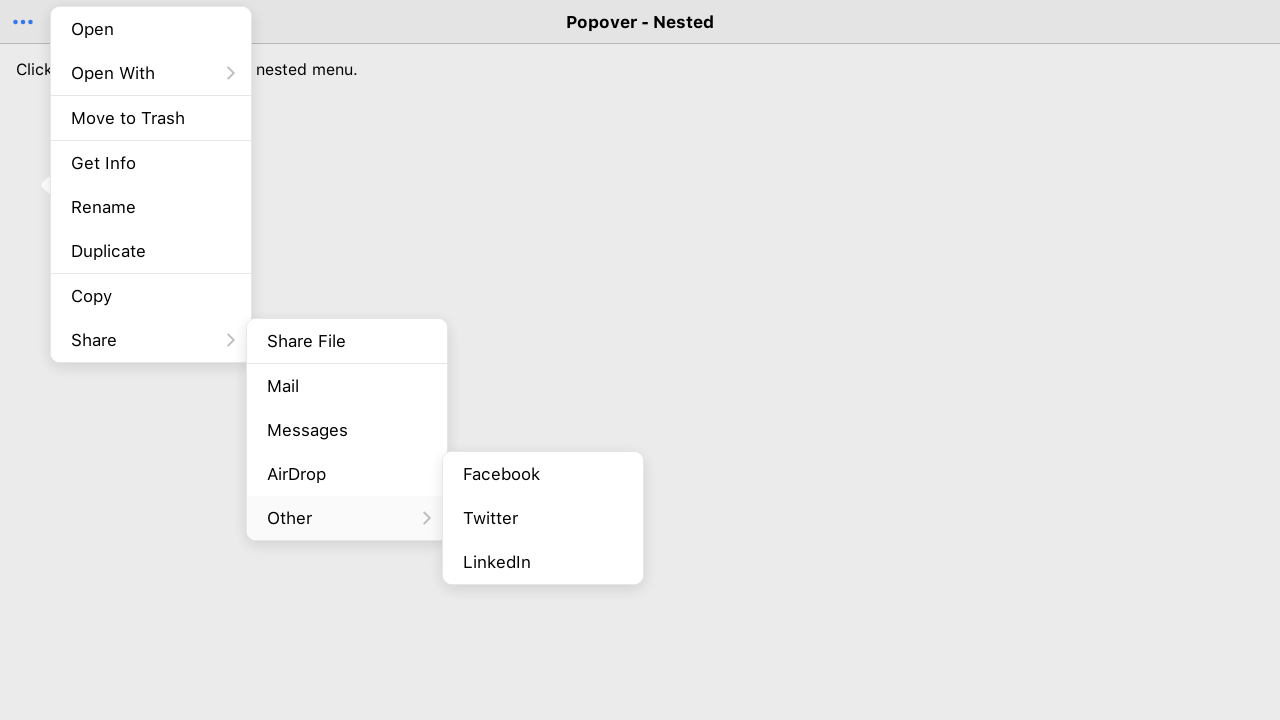 Popover - Nested
Click
nested menu.
Open
Open With
Move to Trash
Get Info
Rename
Duplicate
Copy
Share
Share File
Mail
Messages
AirDrop
Other
Facebook
Twitter
LinkedIn